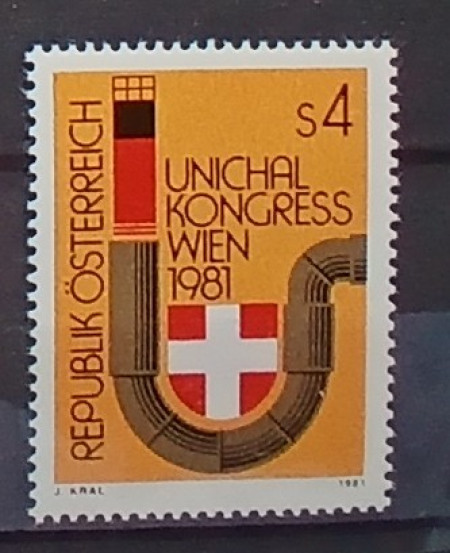 REPUBLIK ÖSTERREICH
S4
UNICHAL
KONGRESS
WIEN
1981
J. KRAL
1981